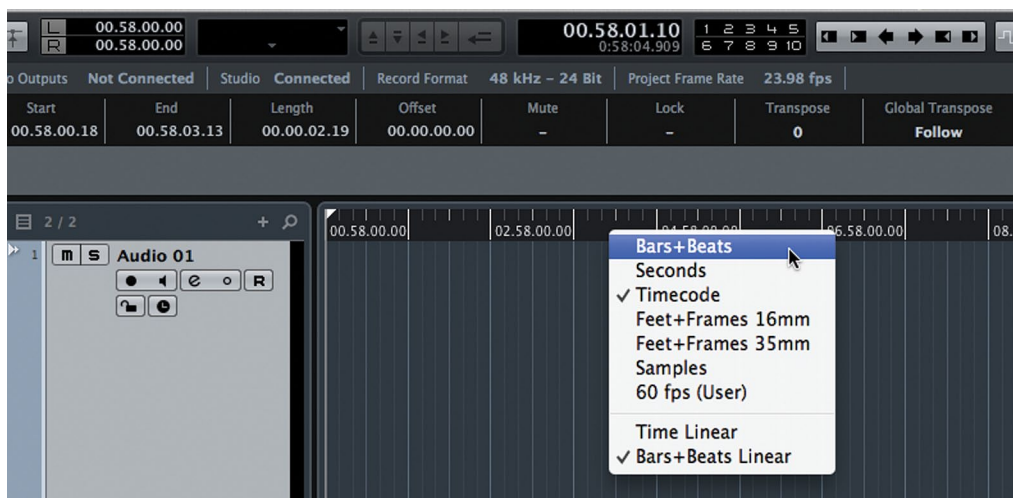 L 00.58.00.00
R 00.58.00.00
00.58.01.10
0:58:04.909
1 2 3 4 5
6 7 8 9 10
Outputs Not Connected Studio Connected Record Format 48 kHz – 24 Bit Project Frame Rate 23.98 fps
Start End Length Offset Mute Lock Transpose Global Transpose
00.58.00.18 00.58.03.13 00.00.02.19 00.00.00.00 – – 0 Follow
2 / 2
00.58.00.00 02.58.00.00 06.58.00.00 08.
1 m S Audio 01
e R
Bars+Beats
Seconds
✓ Timecode
Feet+Frames 16mm
Feet+Frames 35mm
Samples
60 fps (User)
Time Linear
✓ Bars+Beats Linear